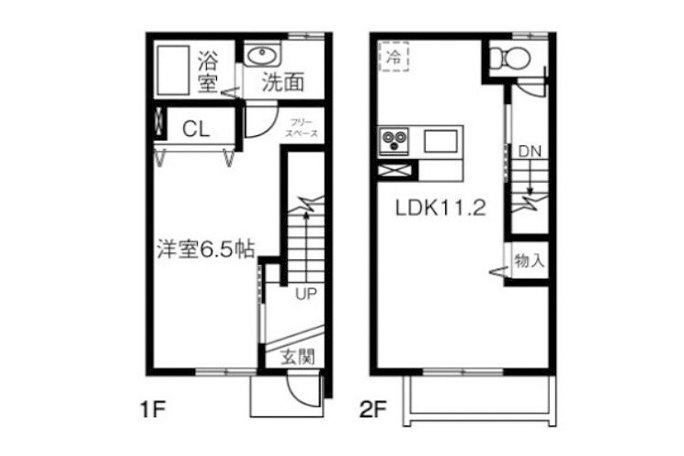 浴室
洗面
CL
フリースペース
洋室6.5帖
UP
玄関
1F
冷
DN
LDK11.2
物入
2F